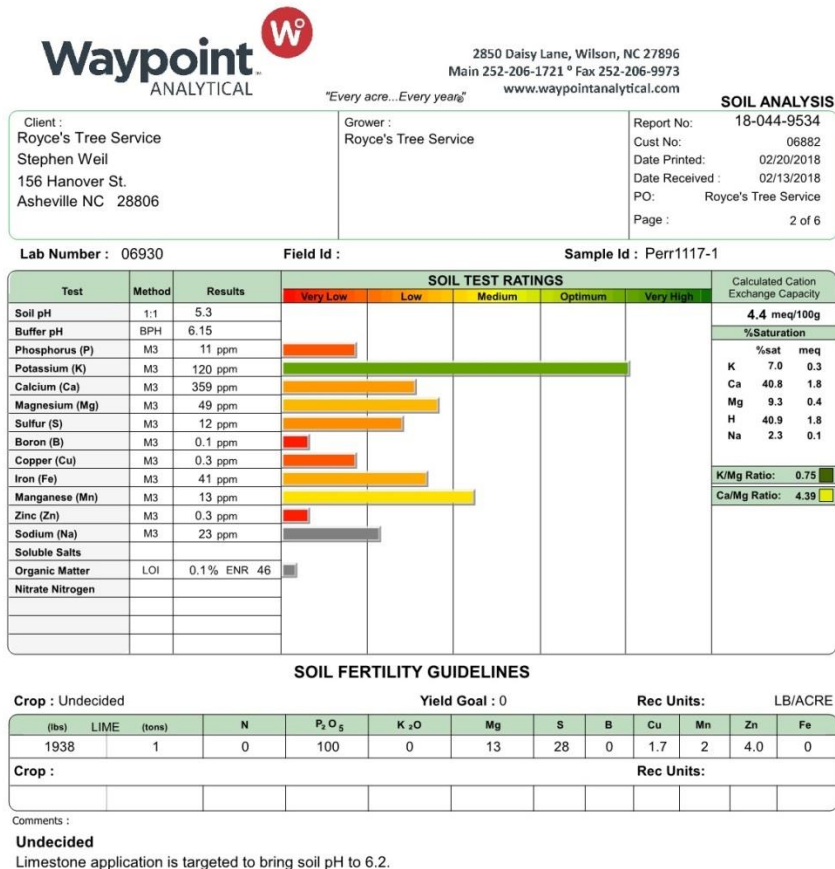 Waypoint
ANALYTICAL
"Every acre...Every year®"
2850 Daisy Lane, Wilson, NC 27896
Main 252-206-1721 ° Fax 252-206-9973
www.waypointanalytical.com
SOIL ANALYSIS
Client :
Royce's Tree Service
Stephen Weil
156 Hanover St.
Asheville NC 28806
Grower :
Royce's Tree Service
Report No: 18-044-9534
Cust No: 06882
Date Printed: 02/20/2018
Date Received : 02/13/2018
PO: Royce's Tree Service
Page : 2 of 6
Lab Number : 06930 Field Id : Sample Id : Perr1117-1
Test Method Results SOIL TEST RATINGS
Very Low Low Medium Optimum Very High
Calculated Cation
Exchange Capacity
Soil pH 1:1 5.3
Buffer pH BPH 6.15
Phosphorus (P) M3 11 ppm
Potassium (K) M3 120 ppm
Calcium (Ca) M3 359 ppm
Magnesium (Mg) M3 49 ppm
Sulfur (S) M3 12 ppm
Boron (B) M3 0.1 ppm
Copper (Cu) M3 0.3 ppm
Iron (Fe) M3 41 ppm
Manganese (Mn) M3 13 ppm
Zinc (Zn) M3 0.3 ppm
Sodium (Na) M3 23 ppm
Soluble Salts
Organic Matter LOI 0.1% ENR 46
Nitrate Nitrogen
4.4 meq/100g
%Saturation
%sat meq
K 7.0 0.3
Ca 40.8 1.8
Mg 9.3 0.4
H 40.9 1.8
Na 2.3 0.1
K/Mg Ratio: 0.75
Ca/Mg Ratio: 4.39
SOIL FERTILITY GUIDELINES
Crop : Undecided Yield Goal : 0 Rec Units: LB/ACRE
(lbs) LIME (tons) N P₂O₅ K₂O Mg S B Cu Mn Zn Fe
1938 1 0 100 0 13 28 0 1.7 2 4.0 0
Crop : Rec Units:
Comments :
Undecided
Limestone application is targeted to bring soil pH to 6.2.